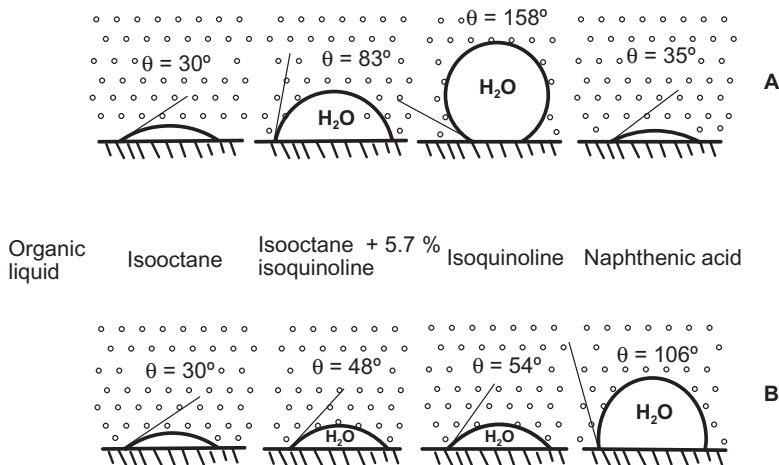 θ = 30º
θ = 83º
θ = 158º
θ = 35º
H₂O
H₂O
A
Organic liquid
Isooctane
Isooctane + 5.7 % isoquinoline
Isoquinoline
Naphthenic acid
θ = 30º
θ = 48º
θ = 54º
θ = 106º
H₂O
H₂O
H₂O
B